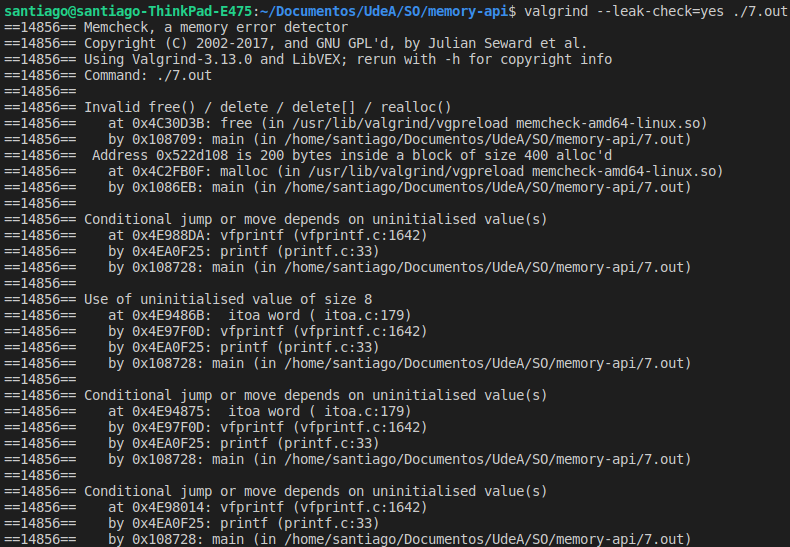 santiago@santiago-ThinkPad-E475:~/Documentos/UdeA/SO/memory-api$ valgrind --leak-check=yes ./7.out
==14856== Memcheck, a memory error detector
==14856== Copyright (C) 2002-2017, and GNU GPL'd, by Julian Seward et al.
==14856== Using Valgrind-3.13.0 and LibVEX; rerun with -h for copyright info
==14856== Command: ./7.out
==14856==
==14856== Invalid free() / delete / delete[] / realloc()
==14856==    at 0x4C30D3B: free (in /usr/lib/valgrind/vgpreload memcheck-amd64-linux.so)
==14856==    by 0x108709: main (in /home/santiago/Documentos/UdeA/SO/memory-api/7.out)
==14856==  Address 0x522d108 is 200 bytes inside a block of size 400 alloc'd
==14856==    at 0x4C2FB0F: malloc (in /usr/lib/valgrind/vgpreload memcheck-amd64-linux.so)
==14856==    by 0x1086EB: main (in /home/santiago/Documentos/UdeA/SO/memory-api/7.out)
==14856==
==14856== Conditional jump or move depends on uninitialised value(s)
==14856==    at 0x4E988DA: vfprintf (vfprintf.c:1642)
==14856==    by 0x4EA0F25: printf (printf.c:33)
==14856==    by 0x108728: main (in /home/santiago/Documentos/UdeA/SO/memory-api/7.out)
==14856==
==14856== Use of uninitialised value of size 8
==14856==    at 0x4E9486B:  itoa word ( itoa.c:179)
==14856==    by 0x4E97F0D: vfprintf (vfprintf.c:1642)
==14856==    by 0x4EA0F25: printf (printf.c:33)
==14856==    by 0x108728: main (in /home/santiago/Documentos/UdeA/SO/memory-api/7.out)
==14856==
==14856== Conditional jump or move depends on uninitialised value(s)
==14856==    at 0x4E94875:  itoa word ( itoa.c:179)
==14856==    by 0x4E97F0D: vfprintf (vfprintf.c:1642)
==14856==    by 0x4EA0F25: printf (printf.c:33)
==14856==    by 0x108728: main (in /home/santiago/Documentos/UdeA/SO/memory-api/7.out)
==14856==
==14856== Conditional jump or move depends on uninitialised value(s)
==14856==    at 0x4E98014: vfprintf (vfprintf.c:1642)
==14856==    by 0x4EA0F25: printf (printf.c:33)
==14856==    by 0x108728: main (in /home/santiago/Documentos/UdeA/SO/memory-api/7.out)